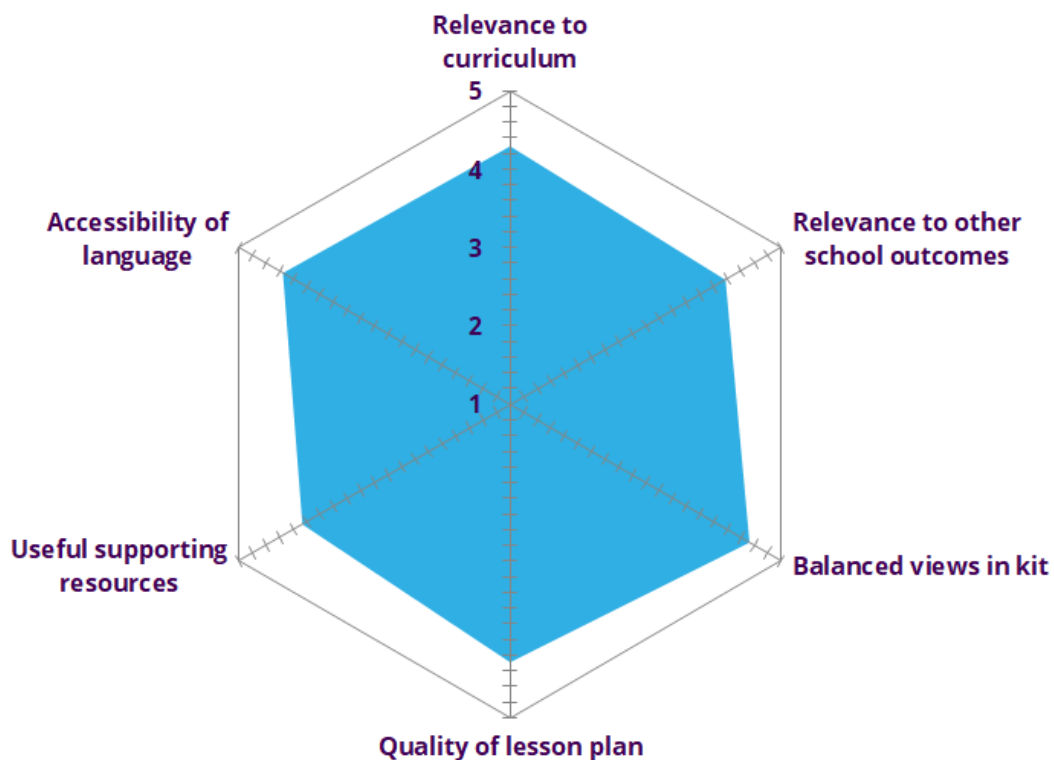 Relevance to
curriculum
5
4
3
2
1
Accessibility of
language
Relevance to other
school outcomes
Useful supporting
resources
Balanced views in kit
Quality of lesson plan